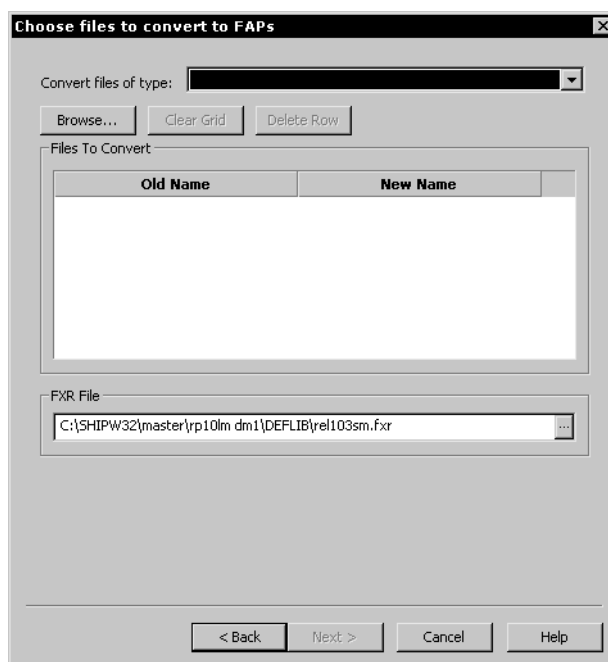 Choose files to convert to FAPs
Convert files of type:
Browse... Clear Grid Delete Row
Files To Convert
Old Name New Name
FXR File
C:\SHIPW32\master\rp10lm dm1\DEFLIB\rel103sm.fxr ...
< Back Next > Cancel Help